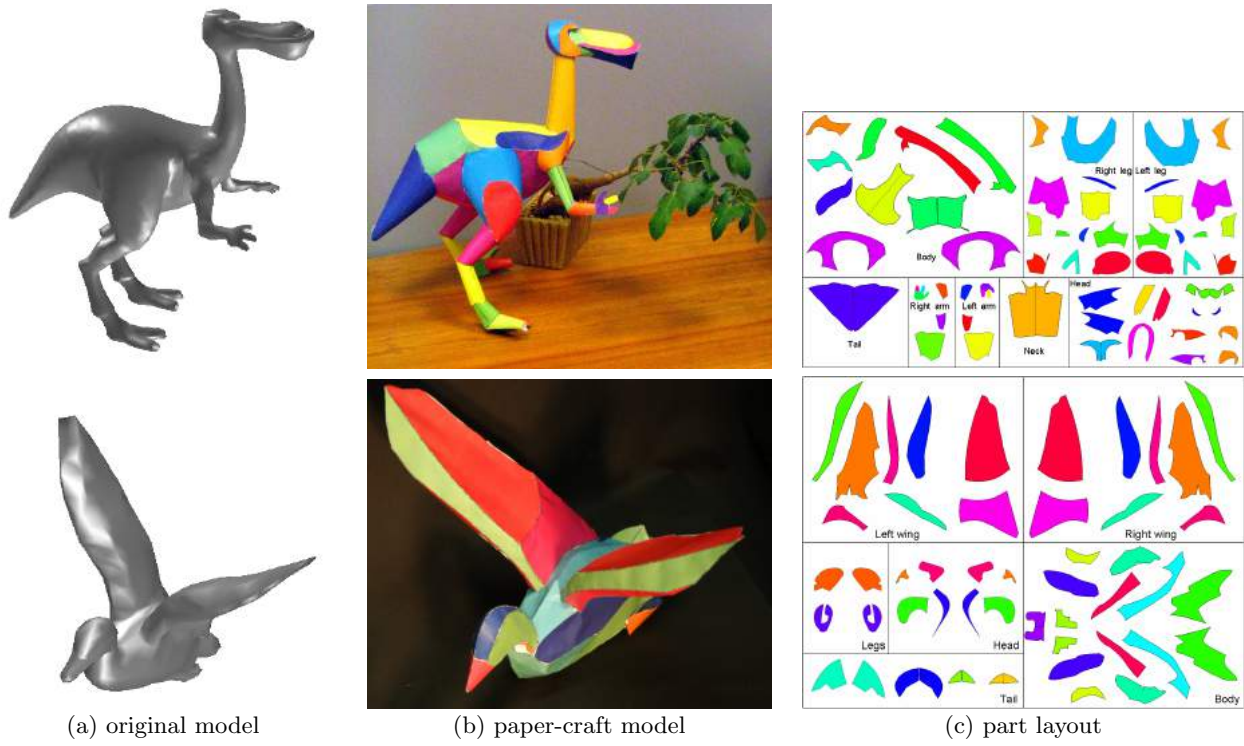 Right leg
Left leg
Body
Head
Right arm
Left arm
Tail
Neck
Left wing
Right wing
Legs
Head
Tail
Body
(a) original model
(b) paper-craft model
(c) part layout